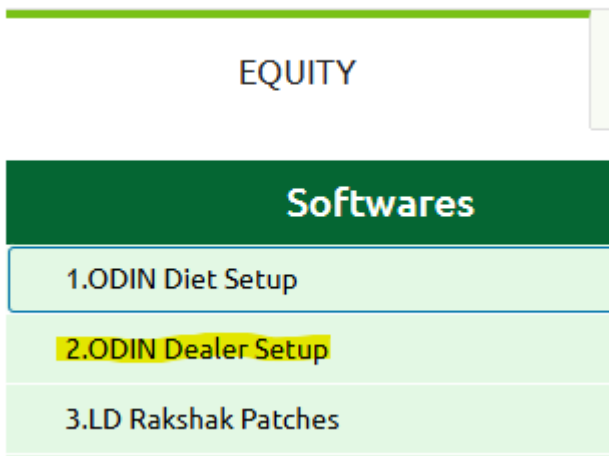 EQUITY
Softwares
1.ODIN Diet Setup
2.ODIN Dealer Setup
3.LD Rakshak Patches